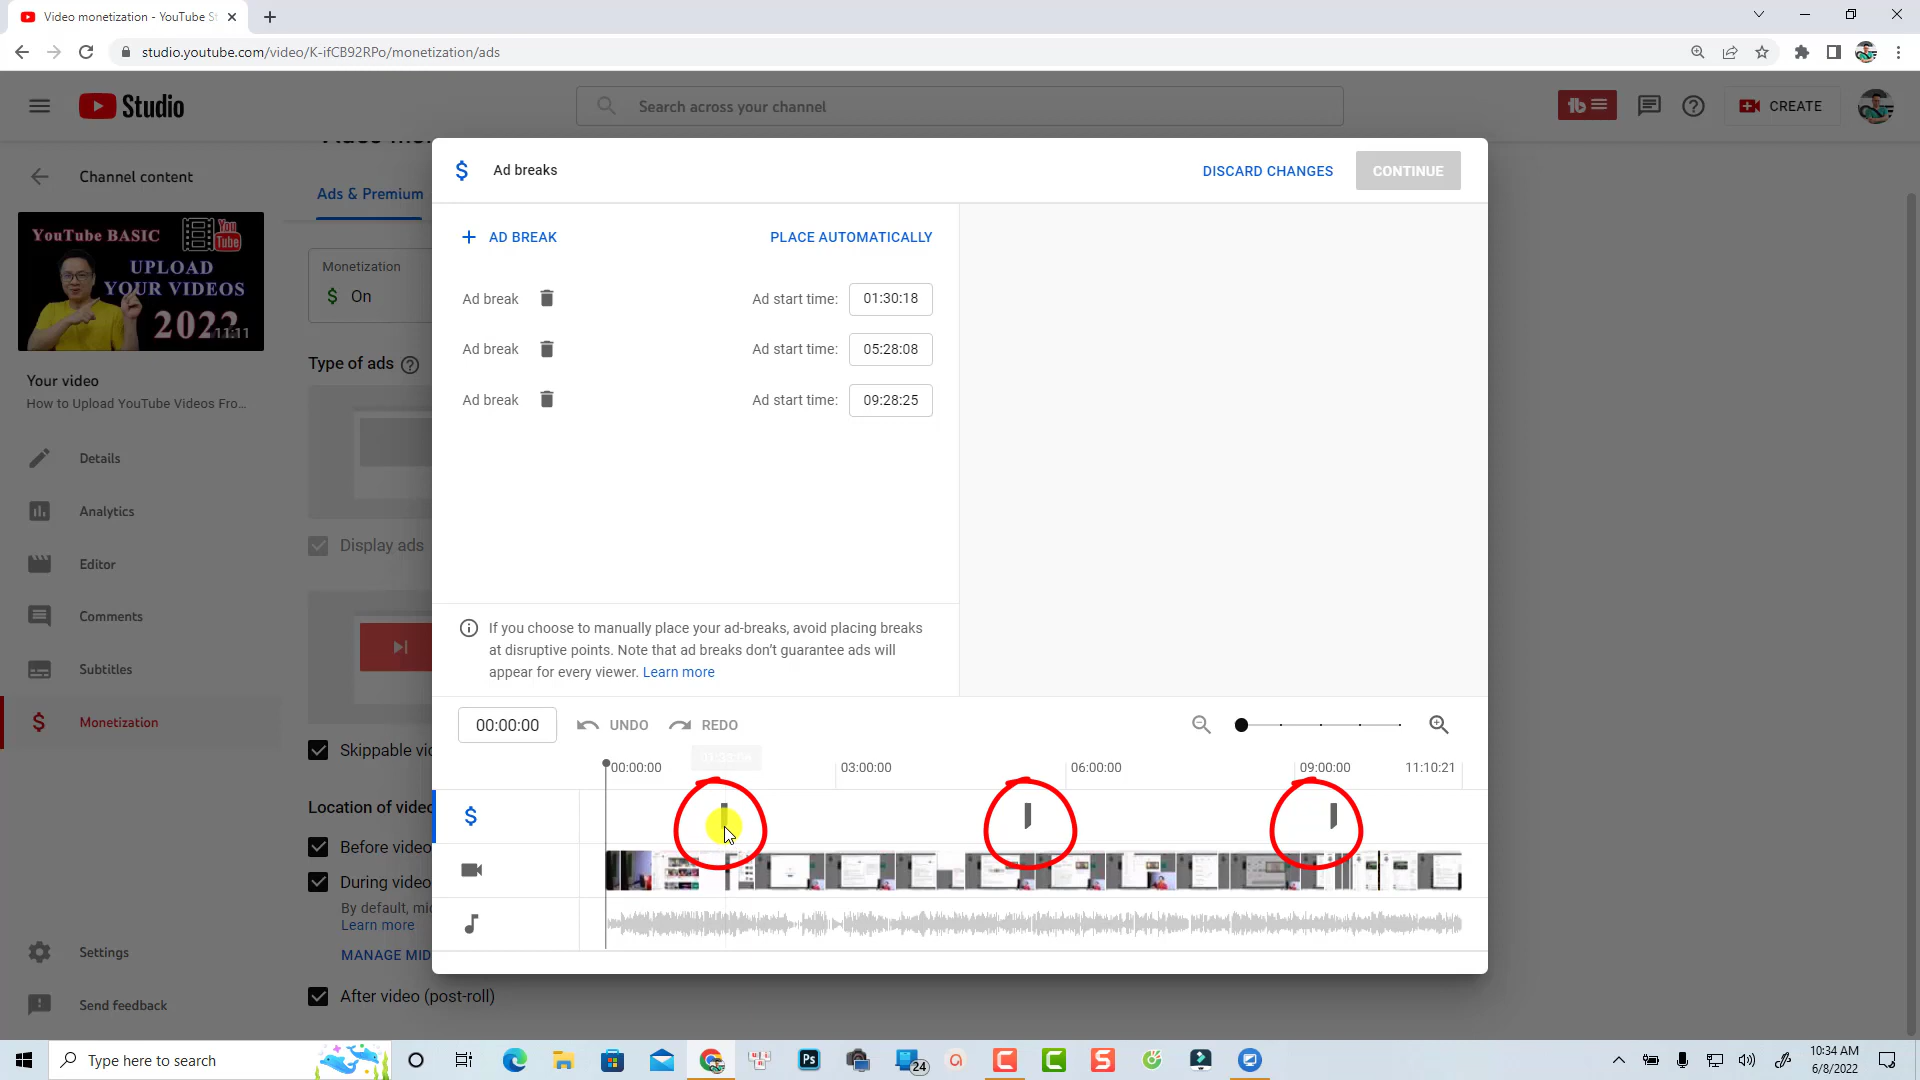 Video monetization - YouTube St
studio.youtube.com/video/K-ifCB92RPo/monetization/ads
Studio
Search across your channel
tb
CREATE
Channel content
Ads & Premium
YouTube BASIC
You
Tube
UPLOAD
YOUR VIDEOS
2022
11:11
Your video
How to Upload YouTube Videos Fro...
Details
Analytics
Editor
Comments
Subtitles
Monetization
Settings
Send feedback
Monetization
$ On
Type of ads
Display ads
Skippable vid
Location of video
Before video
During video
By default, mid
Learn more
MANAGE MID
After video (post-roll)
$ Ad breaks
DISCARD CHANGES
CONTINUE
+ AD BREAK
PLACE AUTOMATICALLY
Ad break Ad start time: 01:30:18
Ad break Ad start time: 05:28:08
Ad break Ad start time: 09:28:25
If you choose to manually place your ad-breaks, avoid placing breaks
at disruptive points. Note that ad breaks don't guarantee ads will
appear for every viewer. Learn more
00:00:00 UNDO REDO
00:00:00 03:00:00 06:00:00 09:00:00 11:10:21
$
Type here to search
Ps
24
10:34 AM
6/8/2022